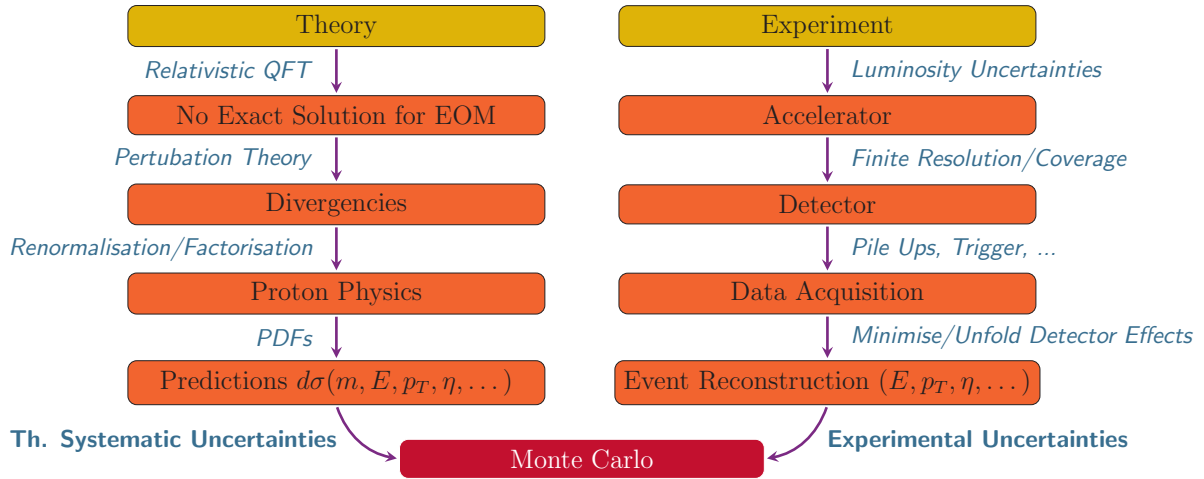 Theory
Relativistic QFT
No Exact Solution for EOM
Pertubation Theory
Divergencies
Renormalisation/Factorisation
Proton Physics
PDFs
Predictions dσ(m, E, p_T, η, . . . )
Th. Systematic Uncertainties
Experiment
Luminosity Uncertainties
Accelerator
Finite Resolution/Coverage
Detector
Pile Ups, Trigger, ...
Data Acquisition
Minimise/Unfold Detector Effects
Event Reconstruction (E, p_T, η, . . . )
Experimental Uncertainties
Monte Carlo